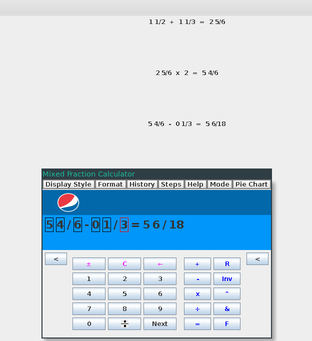 1 1/2 + 1 1/3 = 2 5/6
2 5/6 x 2 = 5 4/6
5 4/6 - 0 1/3 = 5 6/18
Mixed Fraction Calculator
Display Style Format History Steps Help Mode Pie Chart
5 4/6-0 1/3=5 6/18
< ± C ← + R <
1 2 3 - Inv
4 5 6 x ^
7 8 9 ÷ &
0 ÷ Next = F